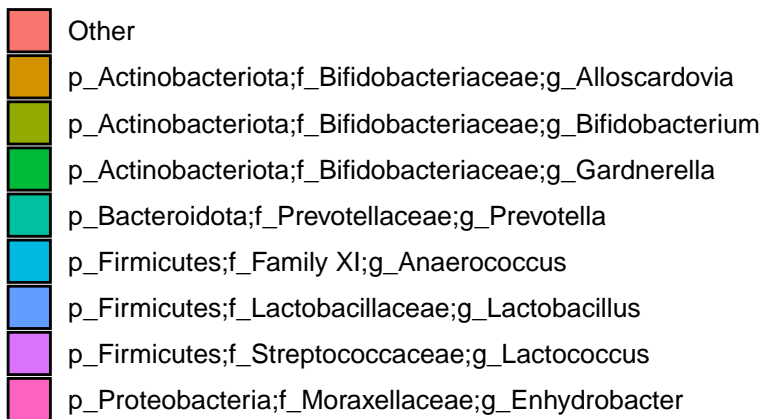 Other
p_Actinobacteriota;f_Bifidobacteriaceae;g_Alloscardovia
p_Actinobacteriota;f_Bifidobacteriaceae;g_Bifidobacterium
p_Actinobacteriota;f_Bifidobacteriaceae;g_Gardnerella
p_Bacteroidota;f_Prevotellaceae;g_Prevotella
p_Firmicutes;f_Family XI;g_Anaerococcus
p_Firmicutes;f_Lactobacillaceae;g_Lactobacillus
p_Firmicutes;f_Streptococcaceae;g_Lactococcus
p_Proteobacteria;f_Moraxellaceae;g_Enhydrobacter